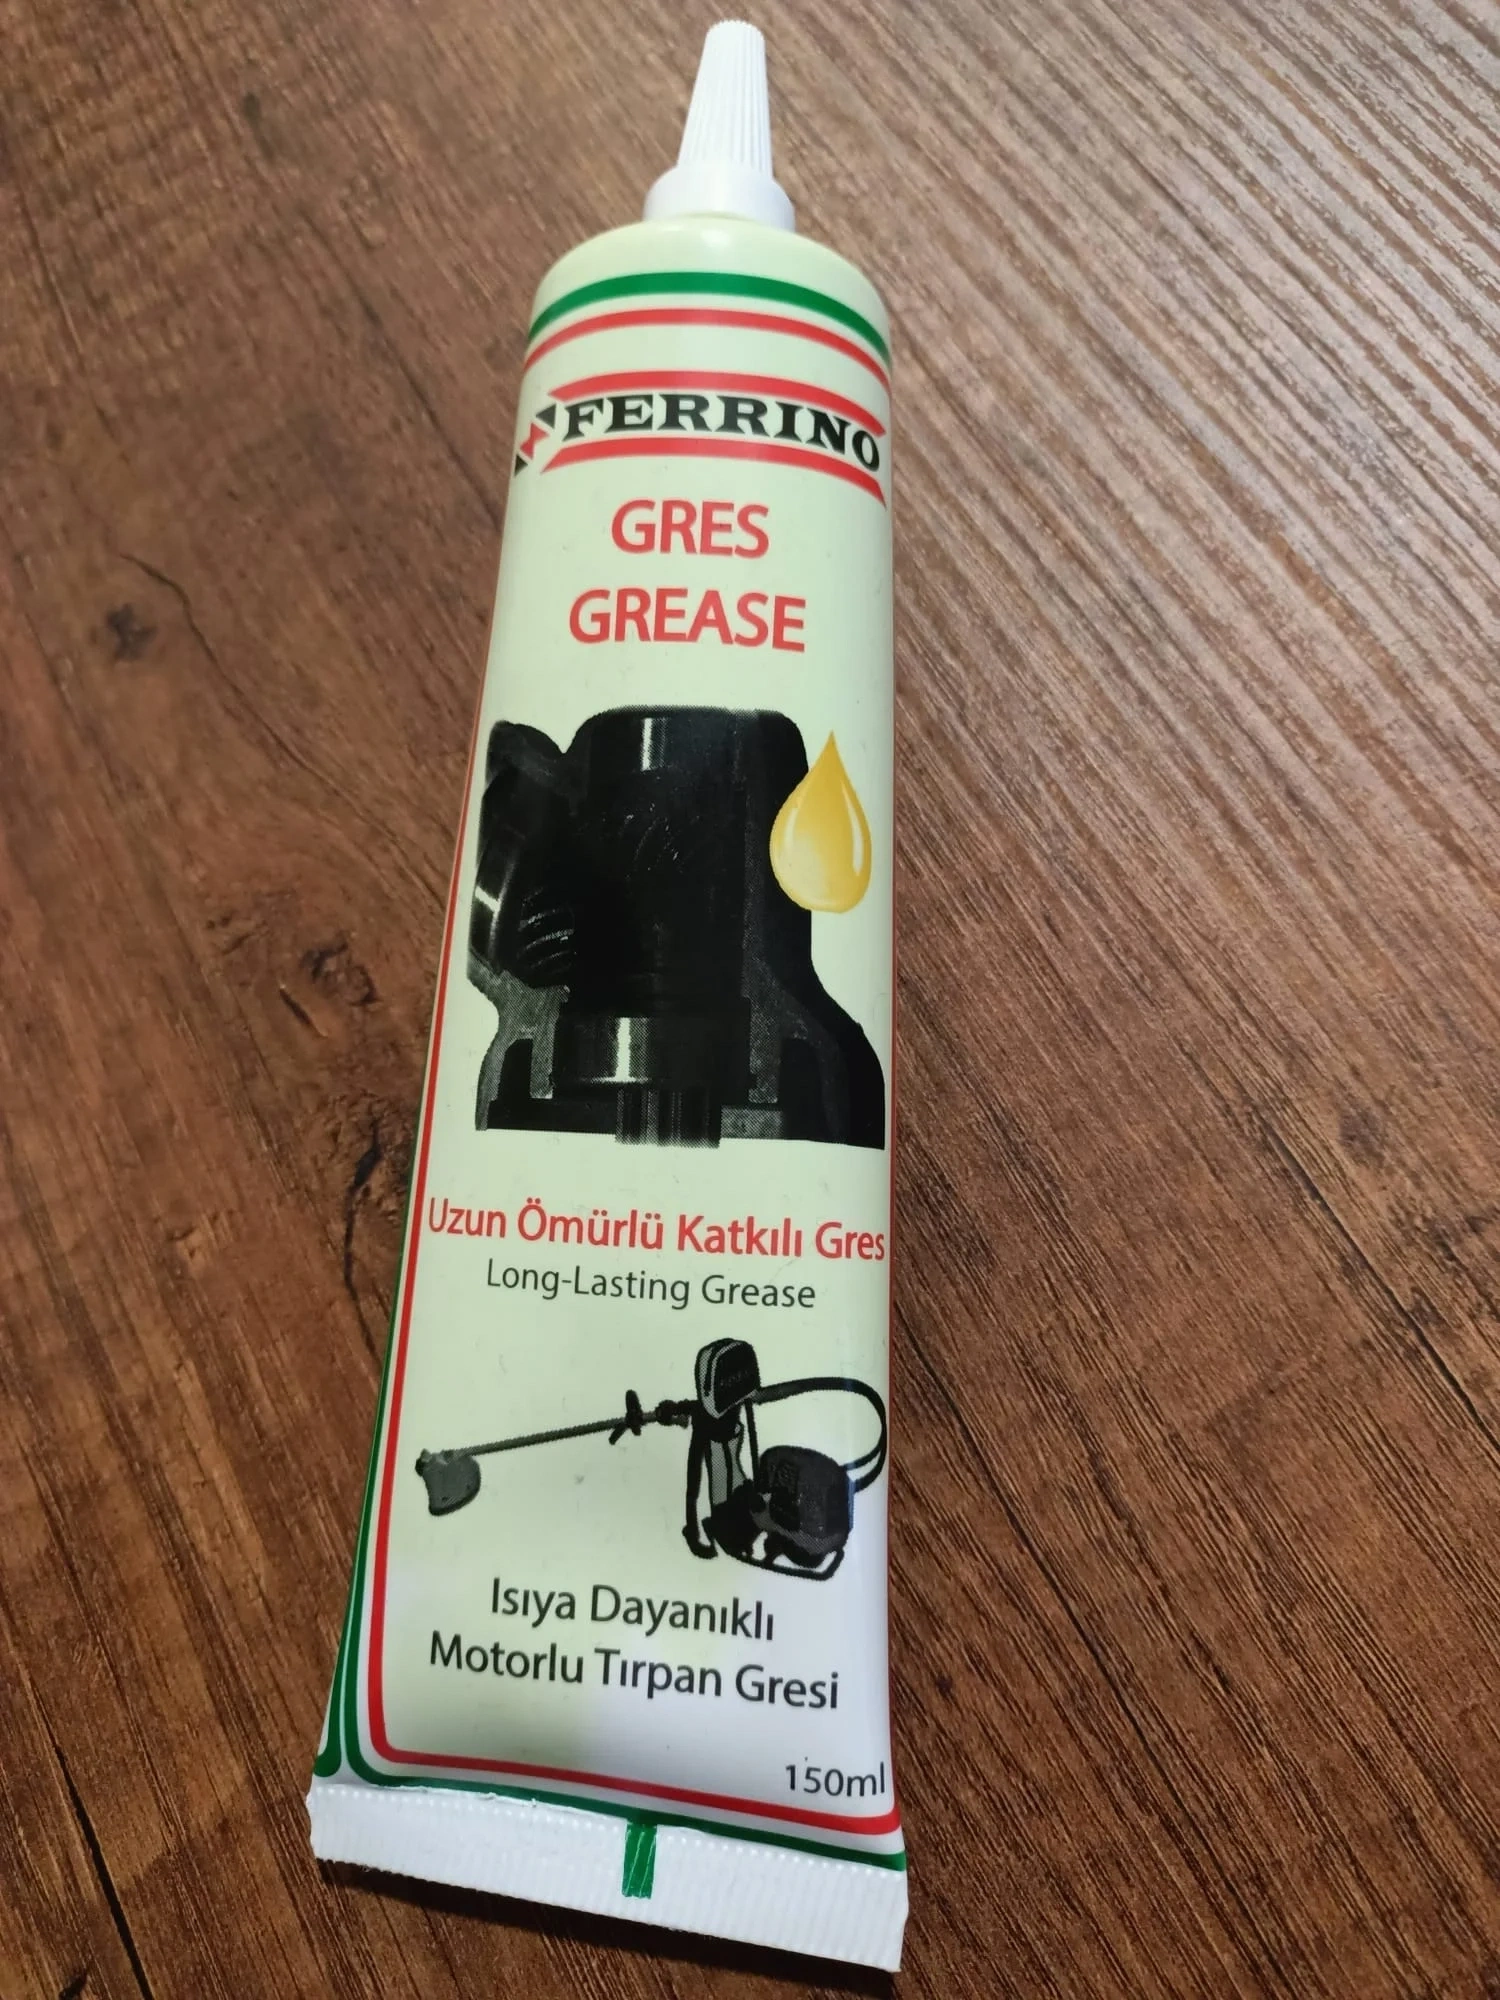 FERRINO
GRES
GREASE
Uzun Ömürlü Katkılı Gres
Long-Lasting Grease
Isıya Dayanıklı
Motorlu Tırpan Gresi
150ml